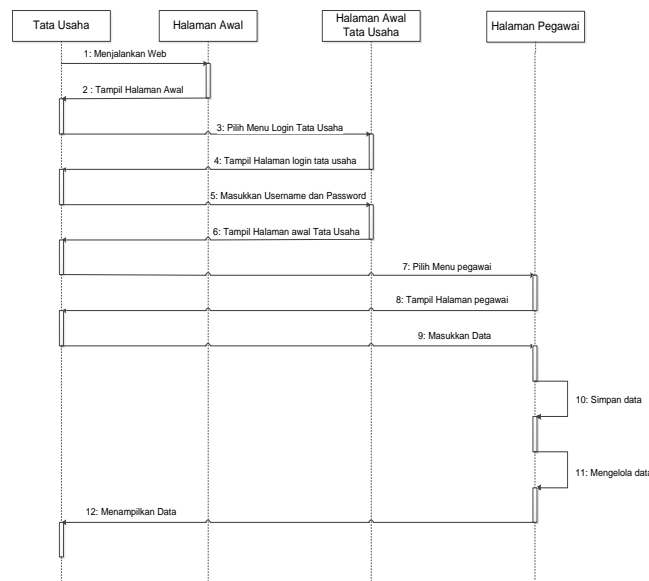 Tata Usaha
Halaman Awal
Halaman Awal
Tata Usaha
Halaman Pegawai
1: Menjalankan Web
2 : Tampil Halaman Awal
3: Pilih Menu Login Tata Usaha
4: Tampil Halaman login tata usaha
5: Masukkan Username dan Password
6: Tampil Halaman awal Tata Usaha
7: Pilih Menu pegawai
8: Tampil Halaman pegawai
9: Masukkan Data
10: Simpan data
11: Mengelola data
12: Menampilkan Data